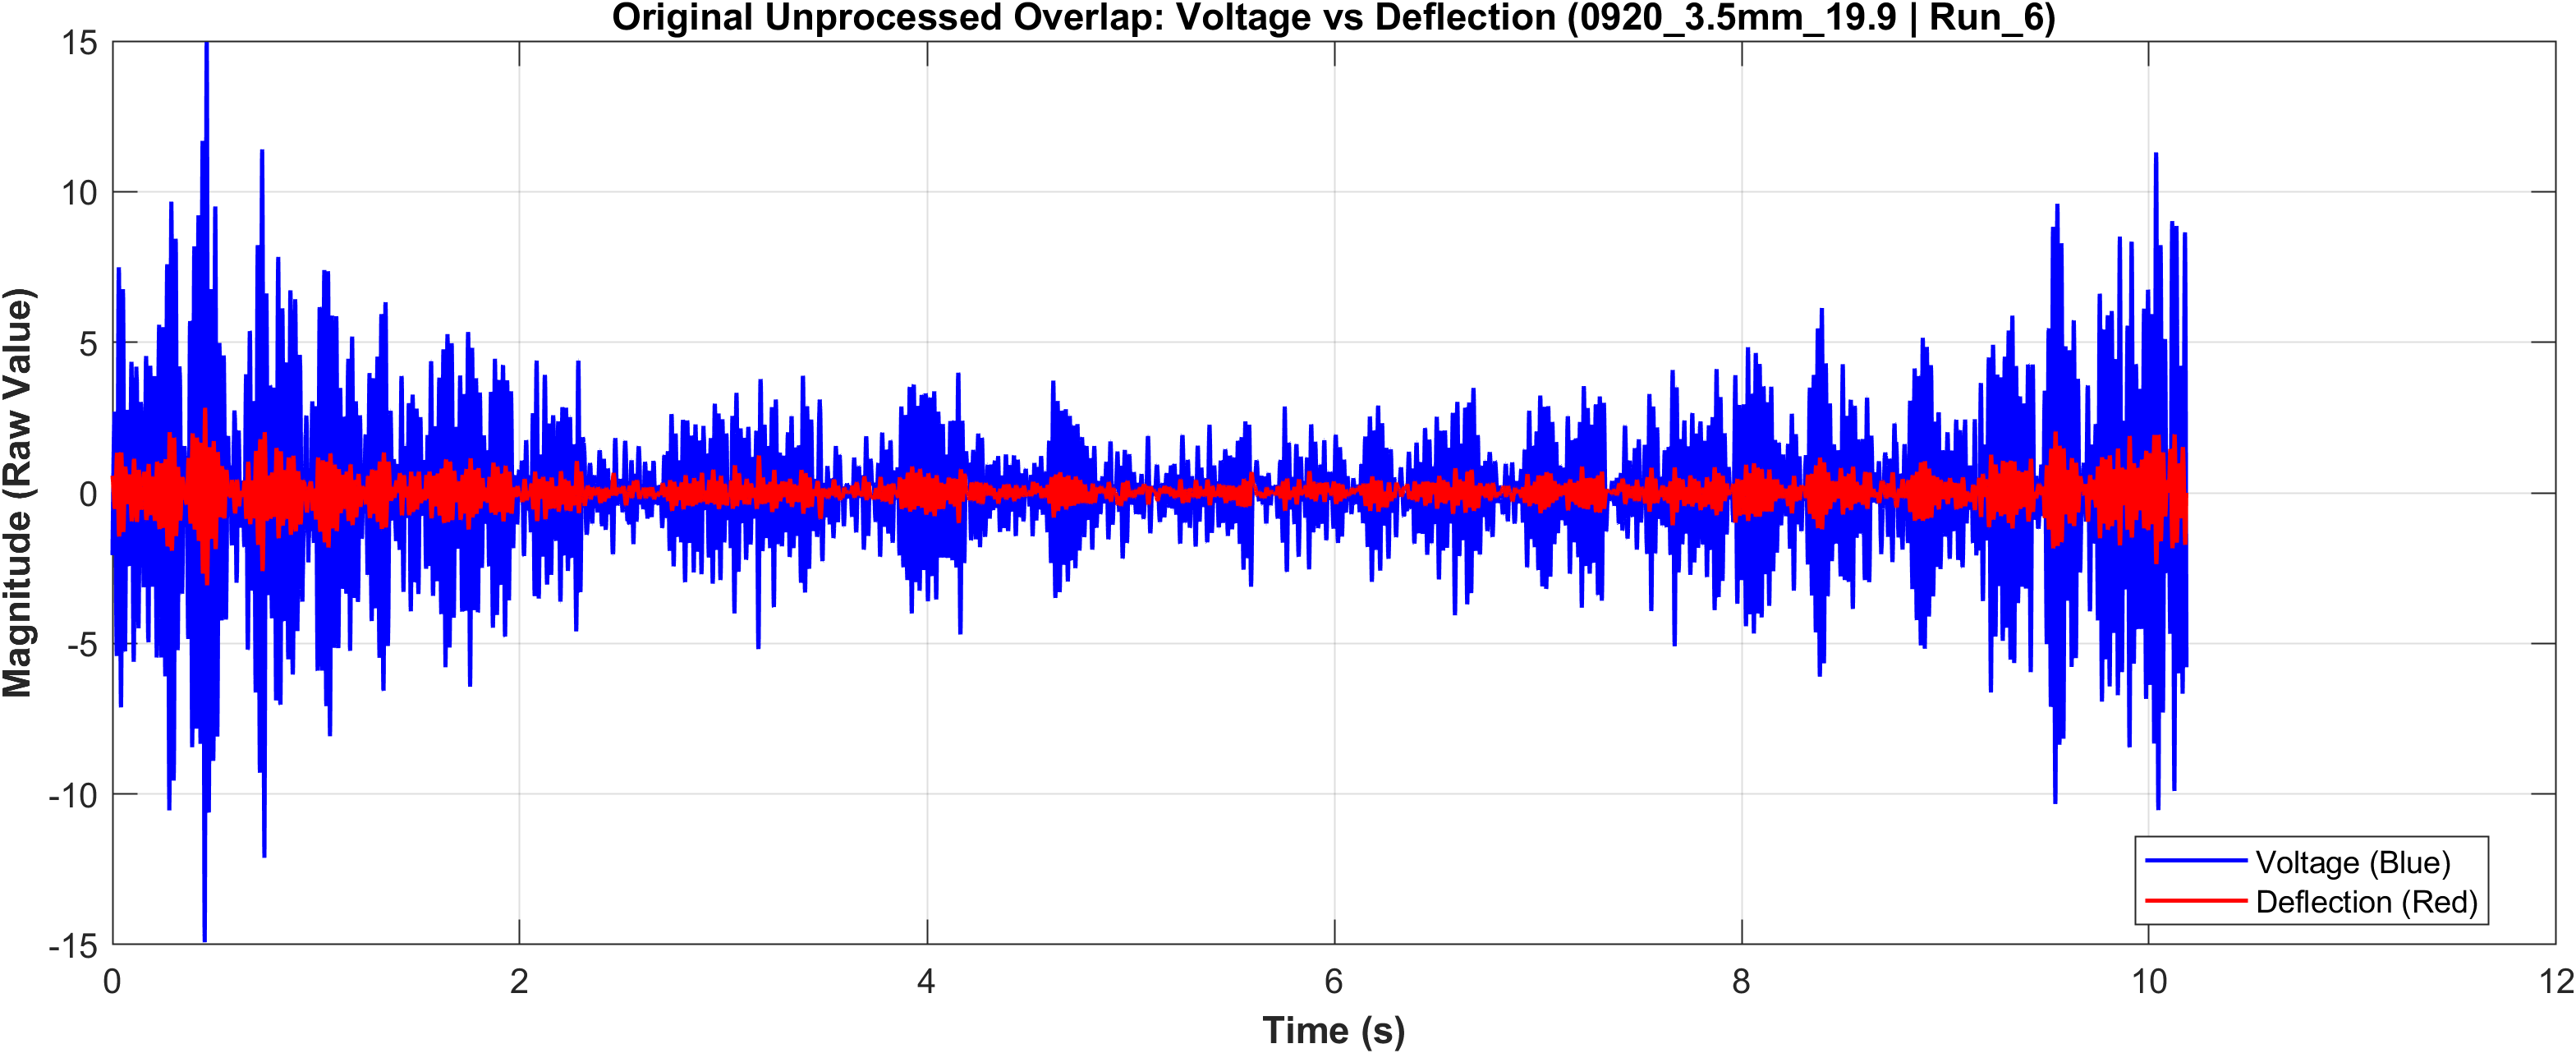 Original Unprocessed Overlap: Voltage vs Deflection (0920_3.5mm_19.9 | Run_6)
15
10
5
0
-5
-10
-15
Magnitude (Raw Value)
Voltage (Blue)
Deflection (Red)
0 2 4 6 8 10 12
Time (s)